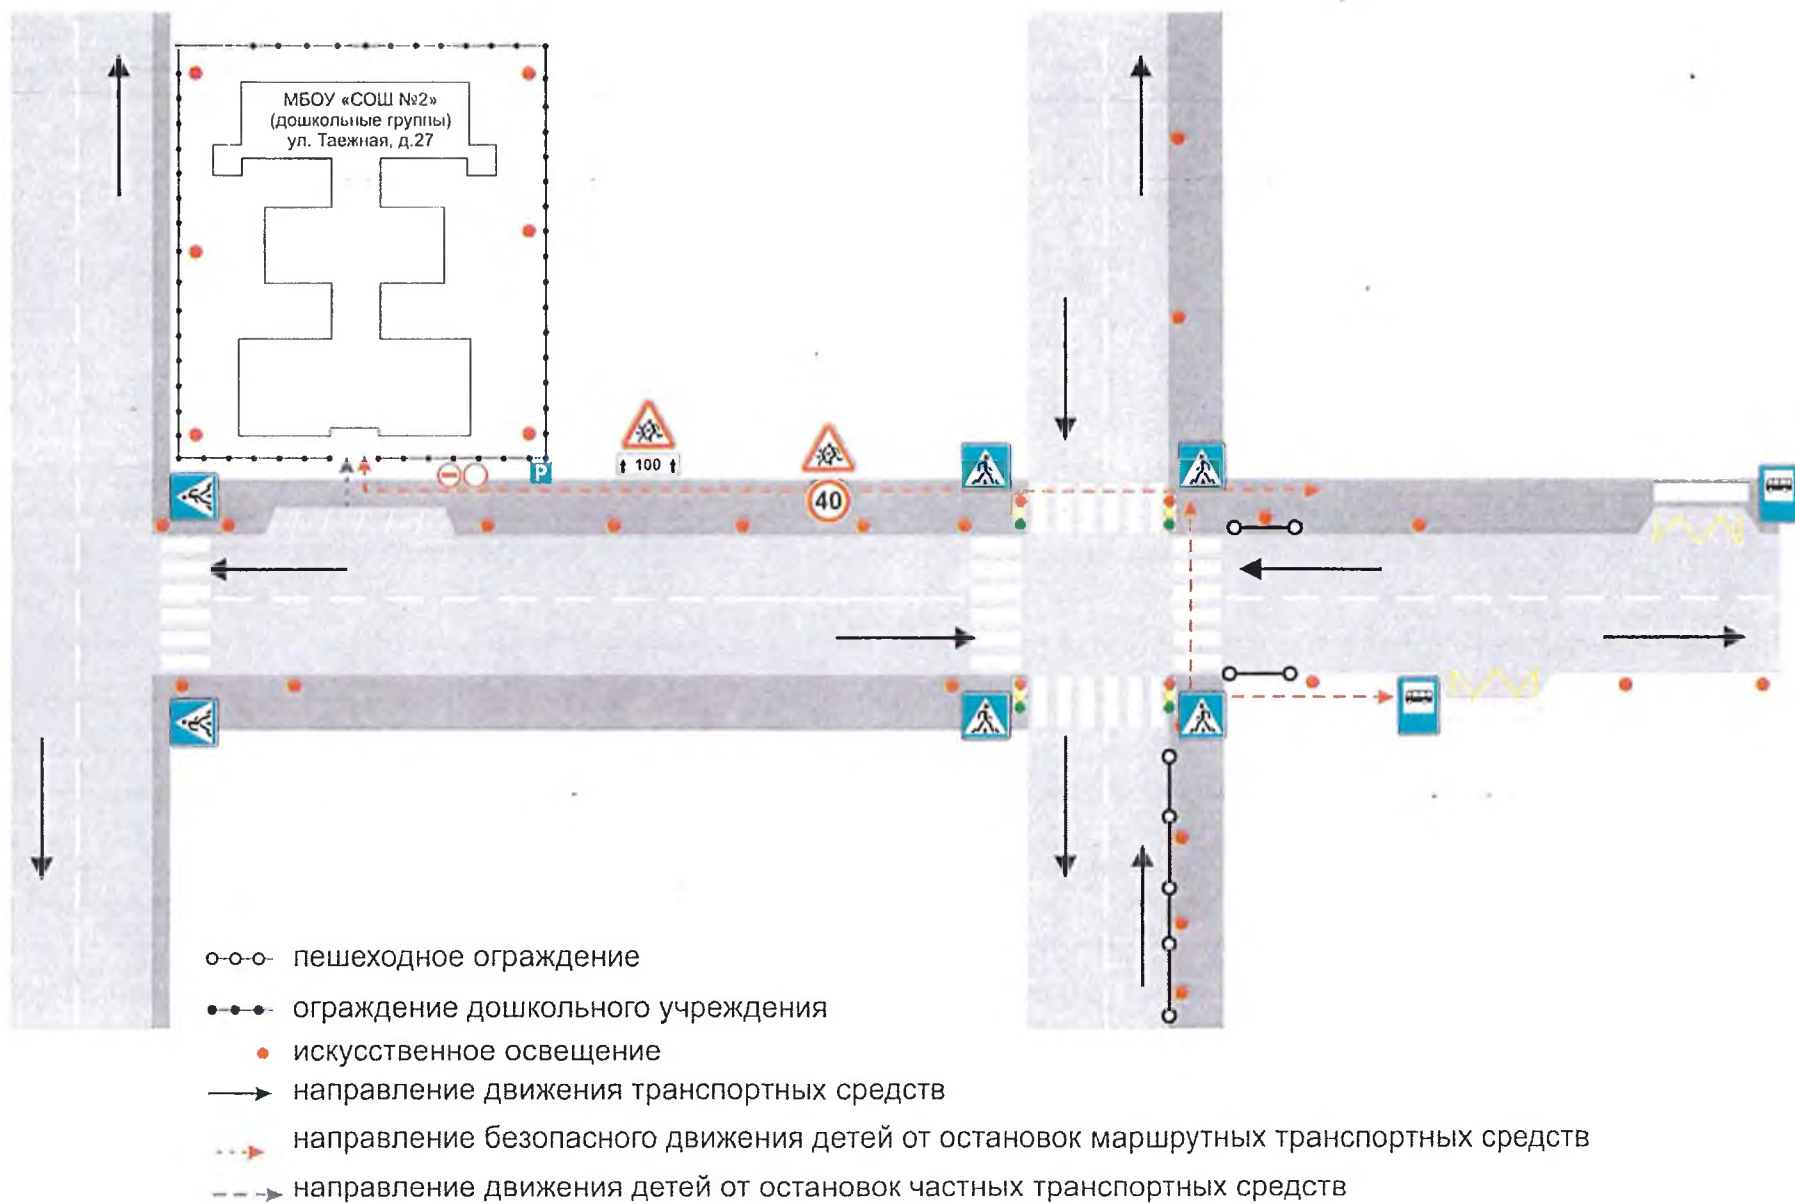 МБОУ «СОШ №2»
(дошкольные группы)
ул. Таежная, д.27
100
40
P
пешеходное ограждение
ограждение дошкольного учреждения
искусственное освещение
направление движения транспортных средств
направление безопасного движения детей от остановок маршрутных транспортных средств
направление движения детей от остановок частных транспортных средств